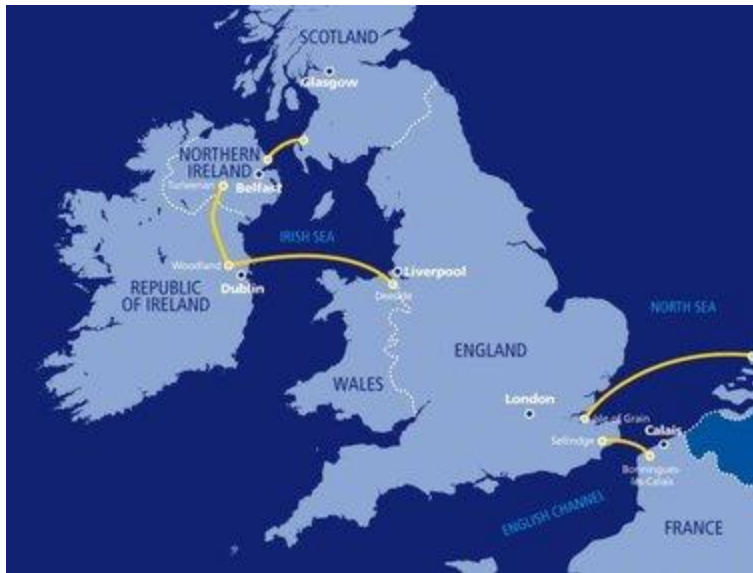 SCOTLAND
Glasgow
NORTHERN
IRELAND
Turleenan
Belfast
IRISH SEA
Woodland
Dublin
REPUBLIC
OF IRELAND
Liverpool
Deeside
NORTH SEA
ENGLAND
WALES
London
Isle of Grain
Sellindge
Calais
Bonningues-
lès-Calais
ENGLISH CHANNEL
FRANCE